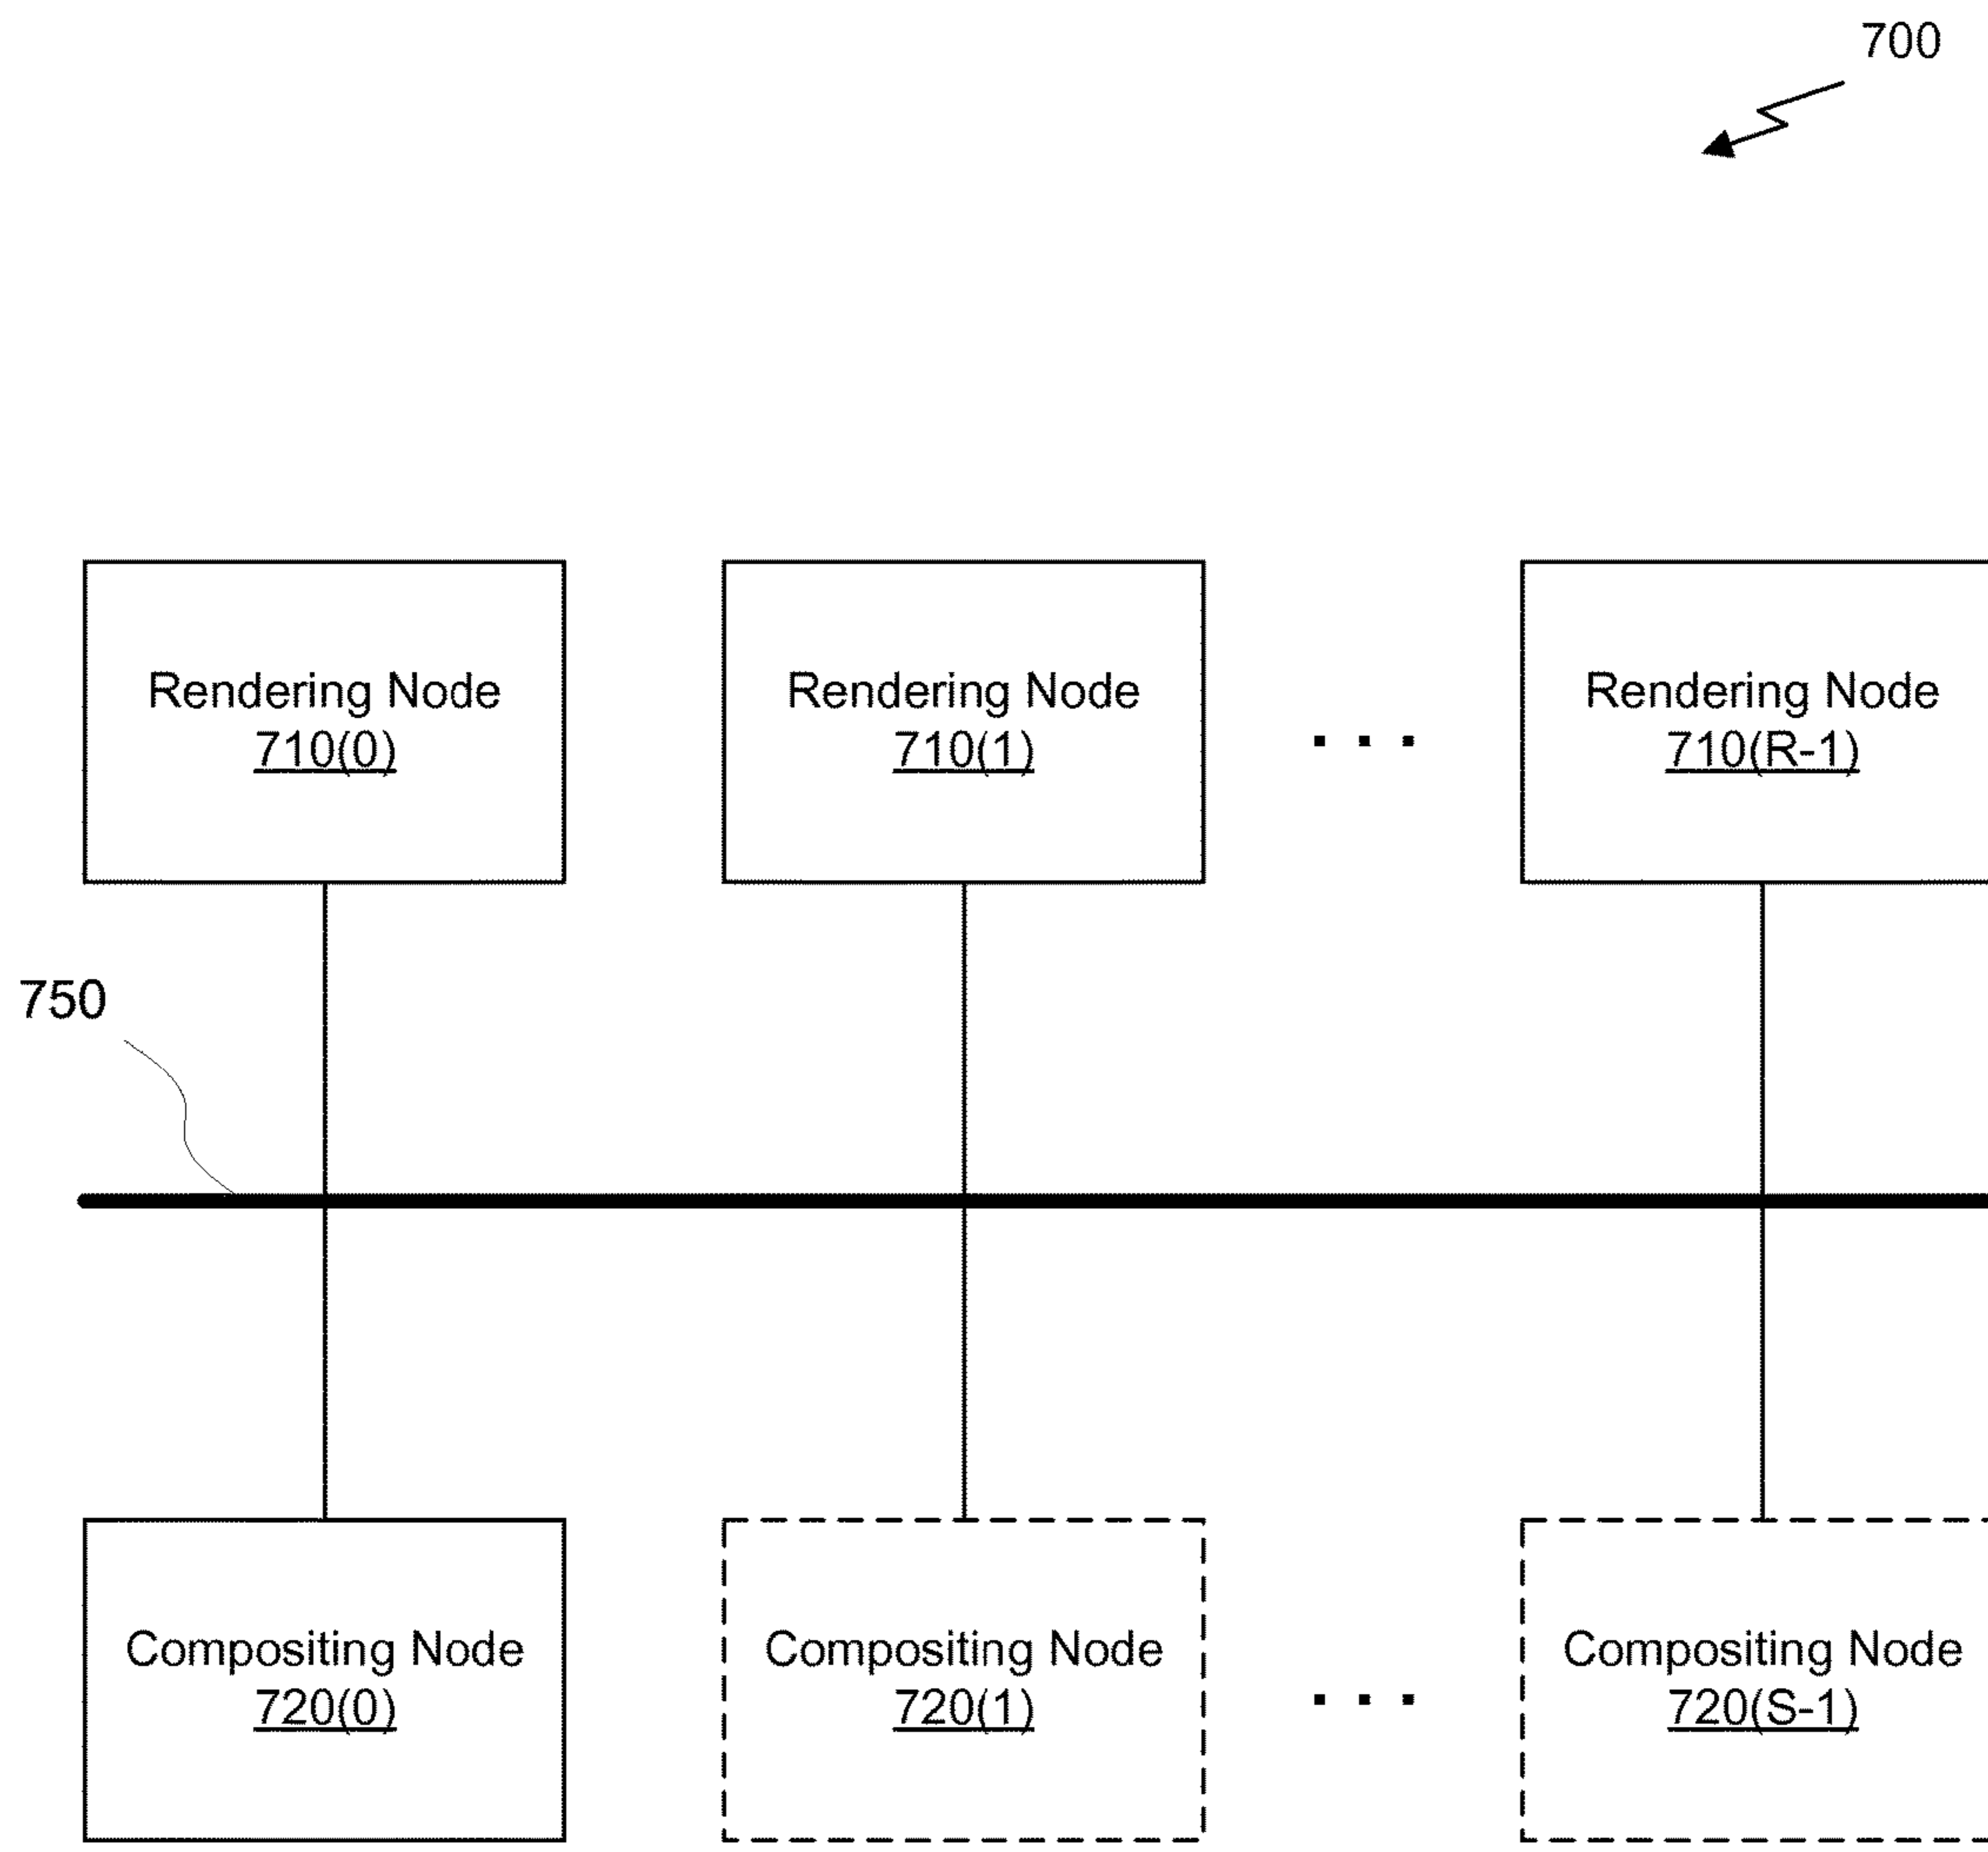 700
Rendering Node
710(0)
Rendering Node
710(1)
. . .
Rendering Node
710(R-1)
750
Compositing Node
720(0)
Compositing Node
720(1)
. . .
Compositing Node
720(S-1)